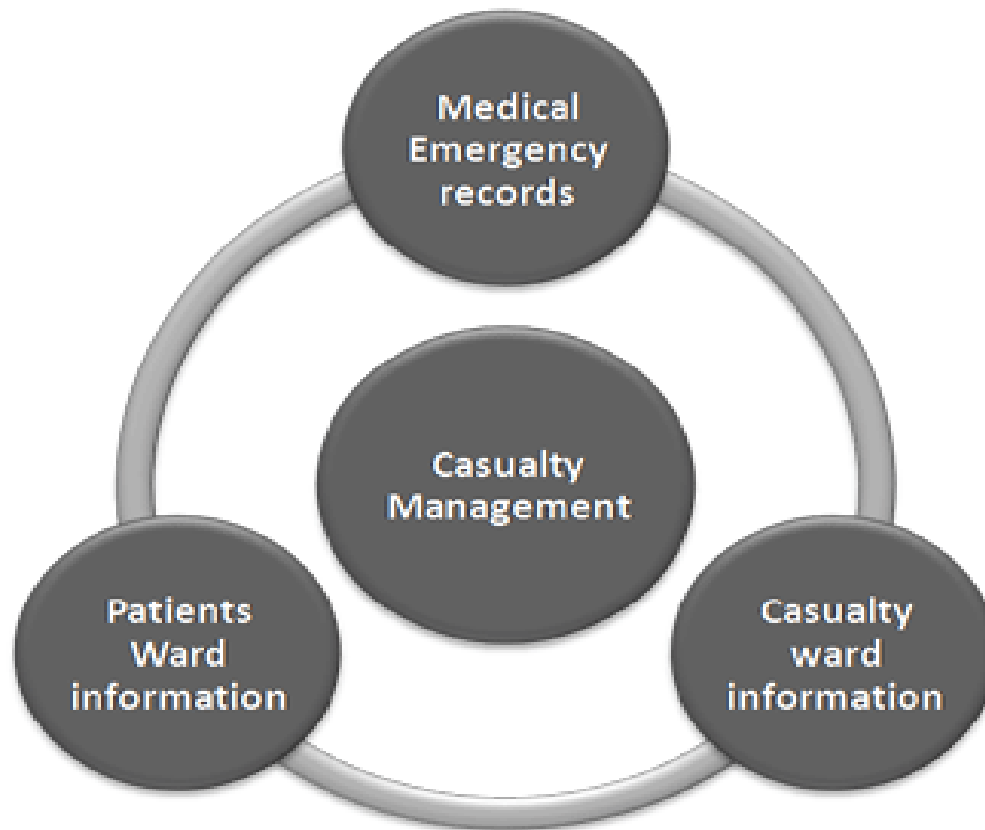 Medical
Emergency
records
Casualty
Management
Patients
Ward
information
Casualty
ward
information